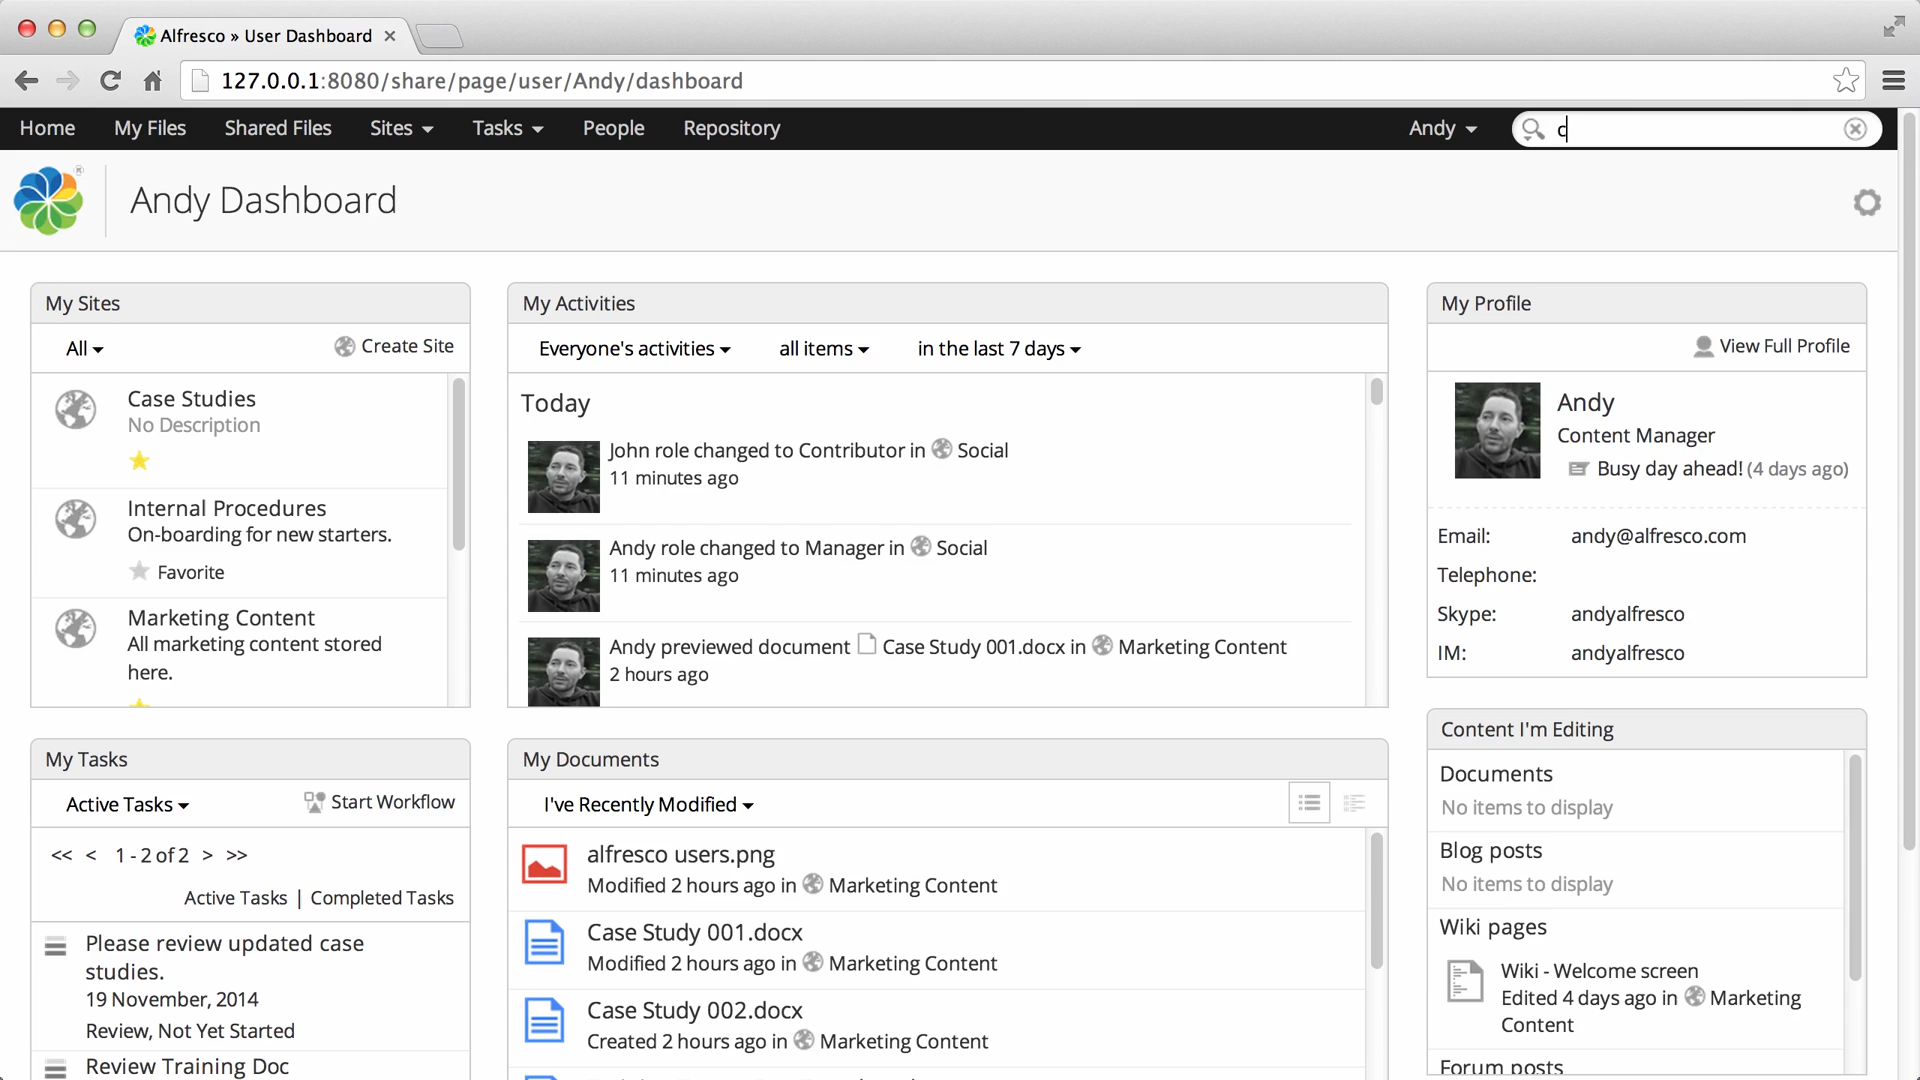 Alfresco » User Dashboard
127.0.0.1:8080/share/page/user/Andy/dashboard
Home My Files Shared Files Sites Tasks People Repository Andy c
Andy Dashboard
My Sites
All Create Site
Case Studies
No Description
Internal Procedures
On-boarding for new starters.
Favorite
Marketing Content
All marketing content stored
here.
My Activities
Everyone's activities all items in the last 7 days
Today
John role changed to Contributor in Social
11 minutes ago
Andy role changed to Manager in Social
11 minutes ago
Andy previewed document Case Study 001.docx in Marketing Content
2 hours ago
My Profile
View Full Profile
Andy
Content Manager
Busy day ahead! (4 days ago)
Email: andy@alfresco.com
Telephone:
Skype: andyalfresco
IM: andyalfresco
My Tasks
Active Tasks Start Workflow
<< < 1 - 2 of 2 > >>
Active Tasks | Completed Tasks
Please review updated case
studies.
19 November, 2014
Review, Not Yet Started
Review Training Doc
My Documents
I've Recently Modified
alfresco users.png
Modified 2 hours ago in Marketing Content
Case Study 001.docx
Modified 2 hours ago in Marketing Content
Case Study 002.docx
Created 2 hours ago in Marketing Content
Content I'm Editing
Documents
No items to display
Blog posts
No items to display
Wiki pages
Wiki - Welcome screen
Edited 4 days ago in Marketing
Content
Forum posts